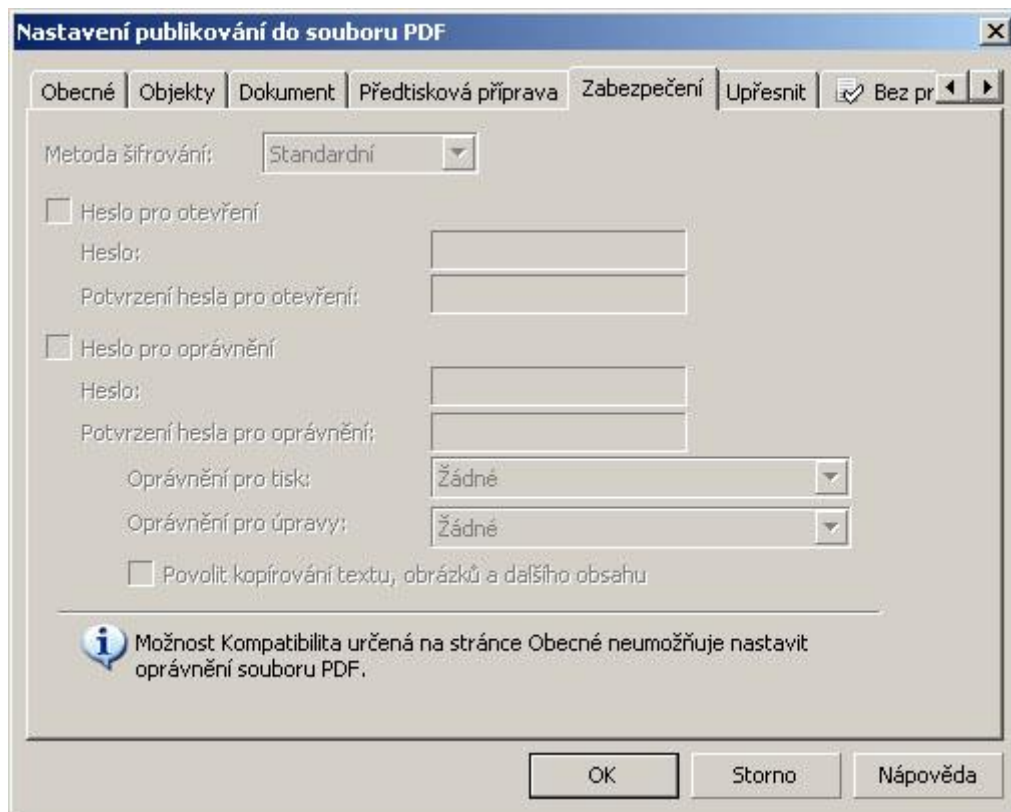 Nastavení publikování do souboru PDF
Obecné Objekty Dokument Předtisková příprava Zabezpečení Upřesnit Bez pr
Metoda šifrování: Standardní
Heslo pro otevření
Heslo:
Potvrzení hesla pro otevření:
Heslo pro oprávnění
Heslo:
Potvrzení hesla pro oprávnění:
Oprávnění pro tisk: Žádné
Oprávnění pro úpravy: Žádné
Povolit kopírování textu, obrázků a dalšího obsahu
Možnost Kompatibilita určená na stránce Obecné neumožňuje nastavit
oprávnění souboru PDF.
OK Storno Nápověda